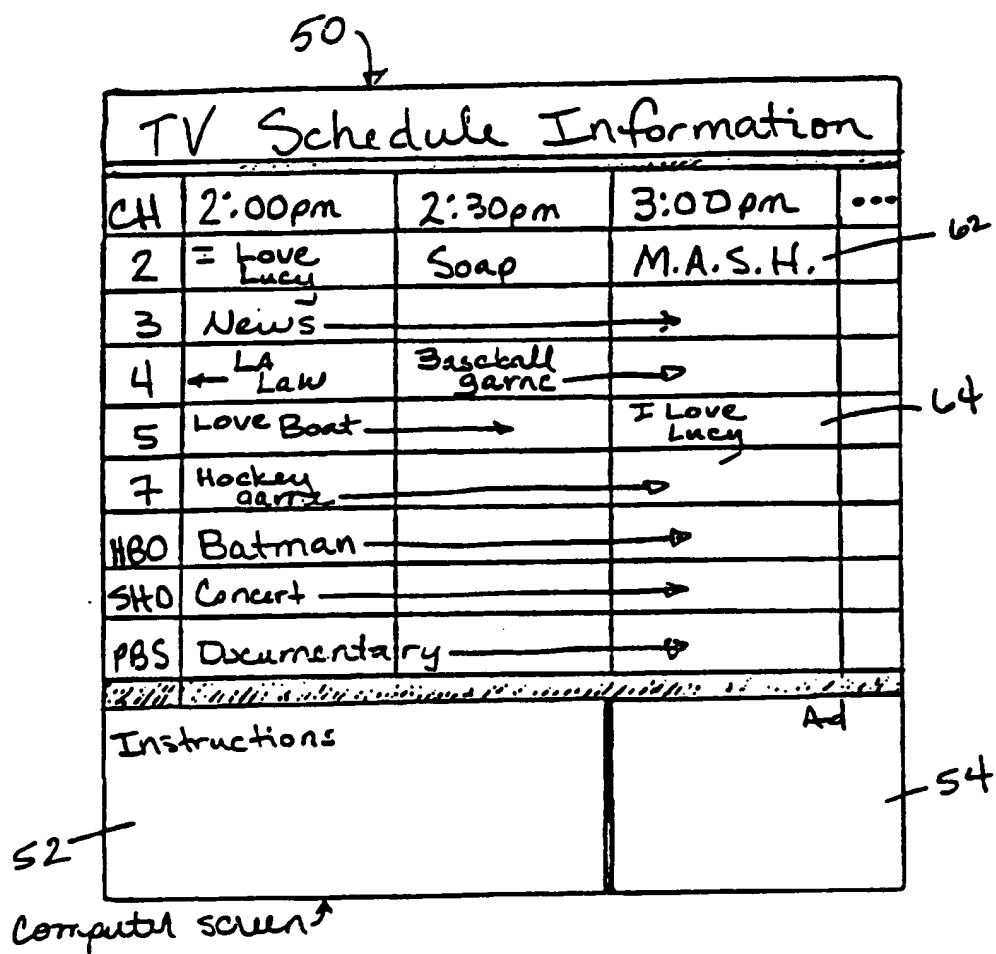 50
TV Schedule Information
CH 2:00pm 2:30pm 3:00pm ...
62
2 I Love Lucy Soap M.A.S.H.
3 News
4 LA Law Baseball game
64
5 Love Boat I Love Lucy
7 Hockey game
HBO Batman
SHO Concert
PBS Documentary
Ad
Instructions
54
52
Computer screen